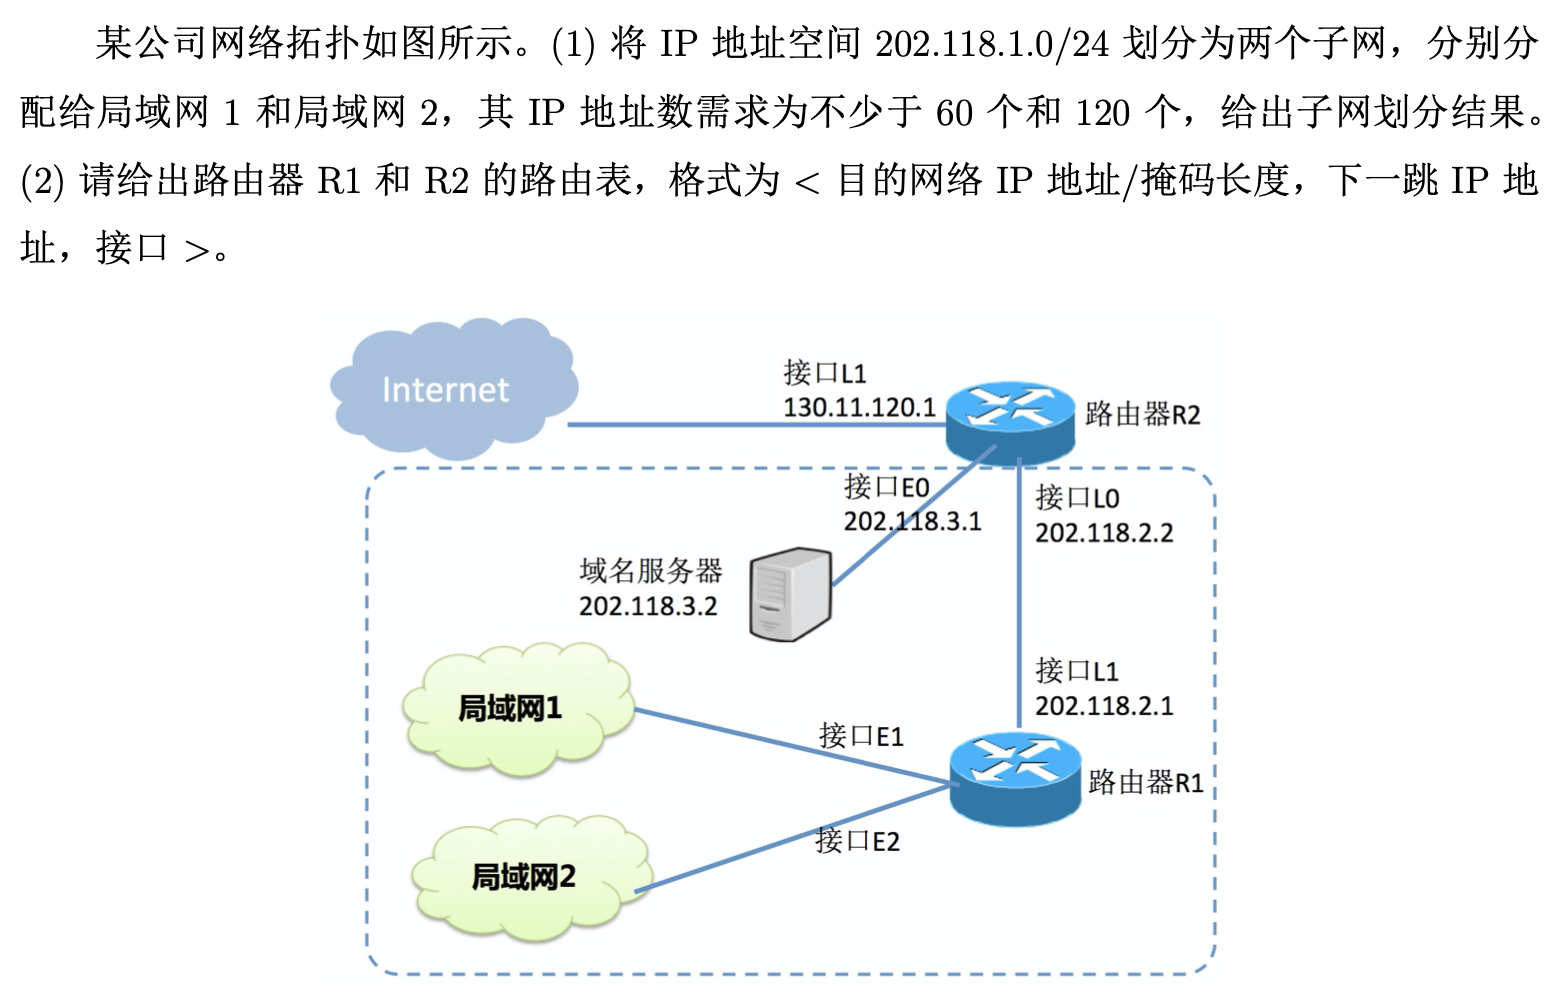 某公司网络拓扑如图所示。(1) 将 IP 地址空间 202.118.1.0/24 划分为两个子网，分别分
配给局域网 1 和局域网 2，其 IP 地址数需求为不少于 60 个和 120 个，给出子网划分结果。
(2) 请给出路由器 R1 和 R2 的路由表，格式为 < 目的网络 IP 地址/掩码长度，下一跳 IP 地
址，接口 >。
Internet
接口L1
130.11.120.1
路由器R2
接口E0
202.118.3.1
接口L0
202.118.2.2
域名服务器
202.118.3.2
局域网1
接口L1
202.118.2.1
接口E1
路由器R1
接口E2
局域网2